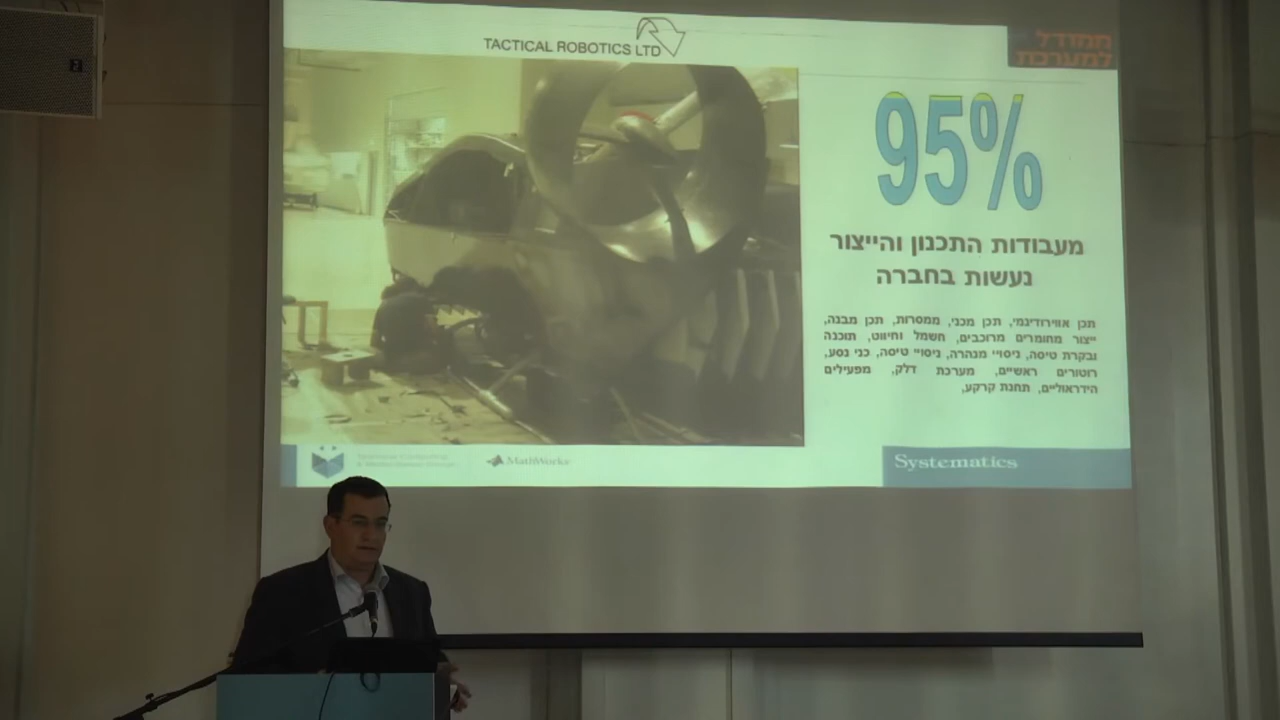 TACTICAL ROBOTICS LTD
ממודל
למערכת
95%
מעבודות התכנון והייצור
נעשות בחברה
תכן אווירודינמי, תכן מכני, ממסרות, תכן מבנה,
ייצור מחומרים מרוכבים, חשמל וחיווט, תוכנה
ובקרת טיסה, ניסויי מנהרה, ניסויי טיסה, כני נסע,
רוטורים ראשיים, מערכת דלק, מפעילים
הידראוליים, תחנת קרקע,
MathWorks
Systematics